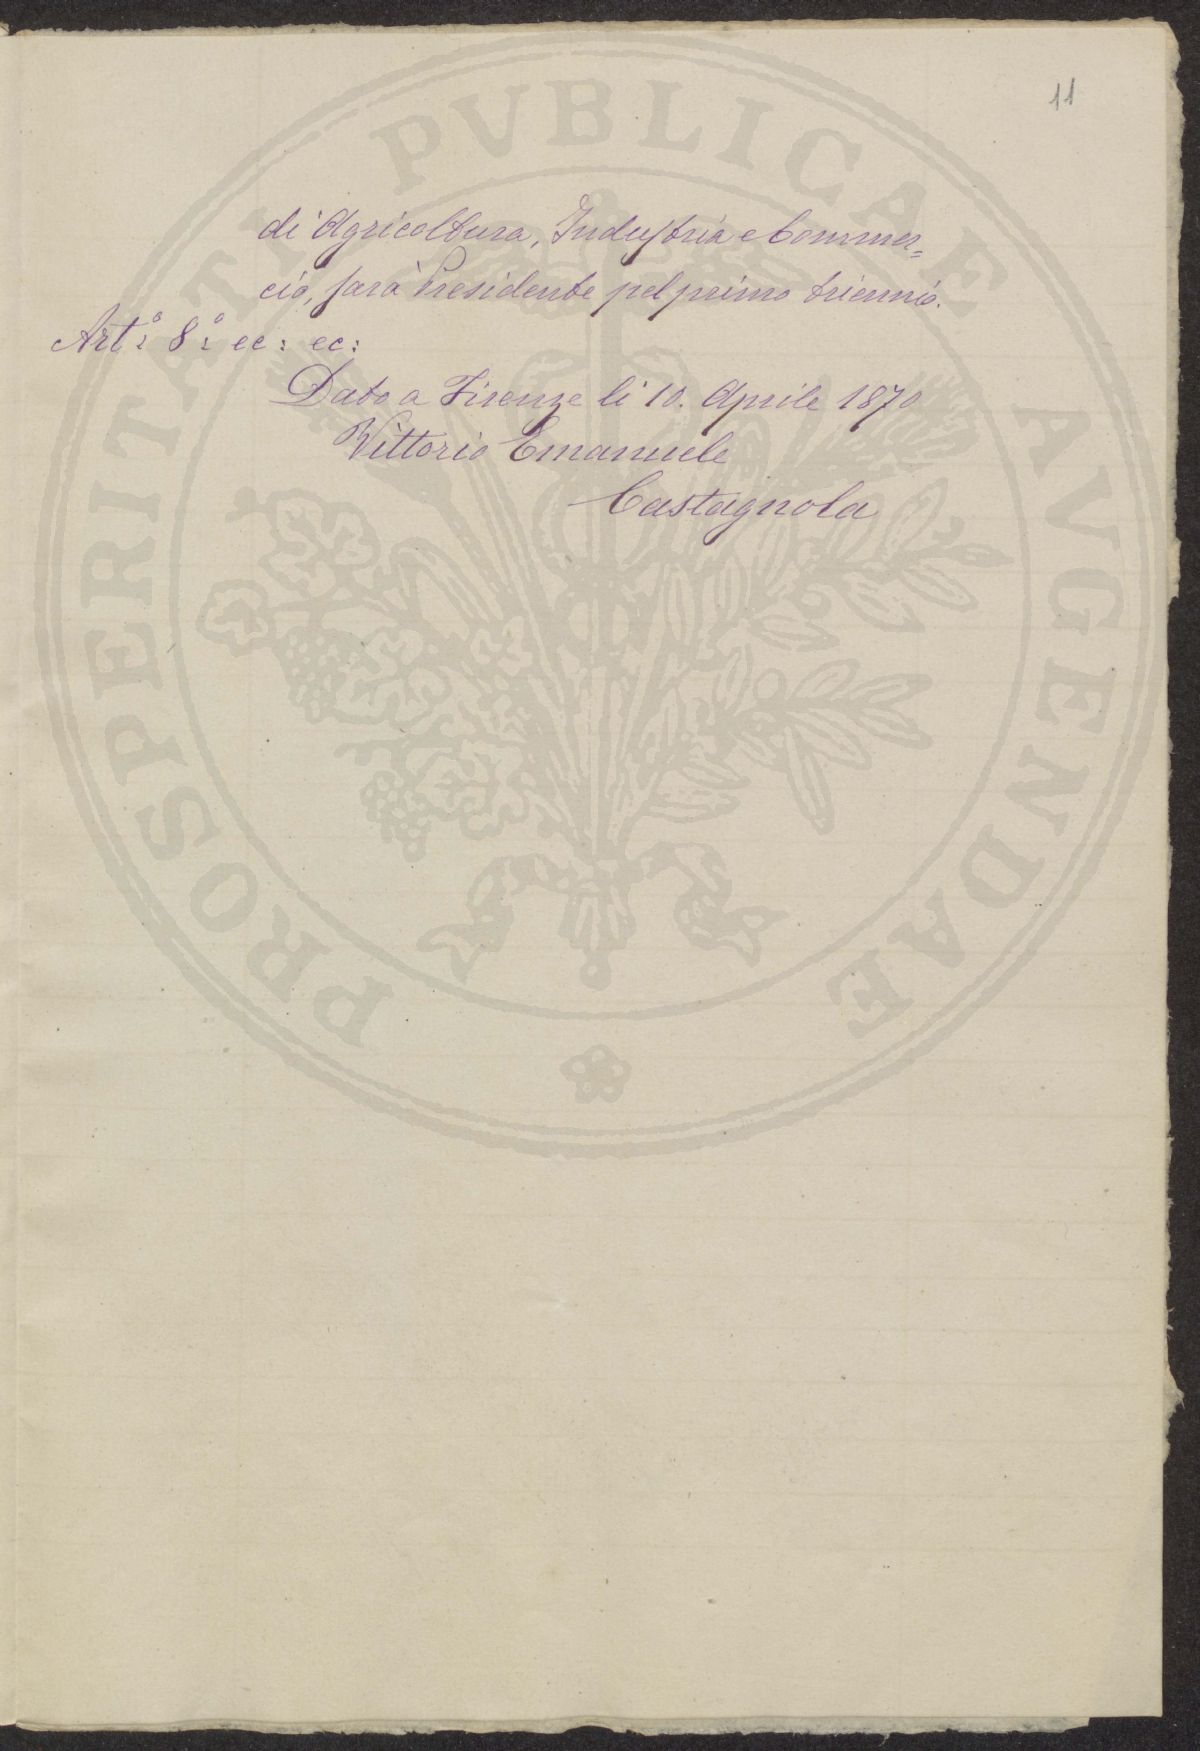 11
di Agricoltura, Industria e Commer=
cio, sarà Presidente pel primo triennio.
Art.º 8.º ec: ec:
Dato a Firenze li 10. Aprile 1870
Vittorio Emanuele
Castagnola
PROSPERITATI PVBLICAE AVGENDAE